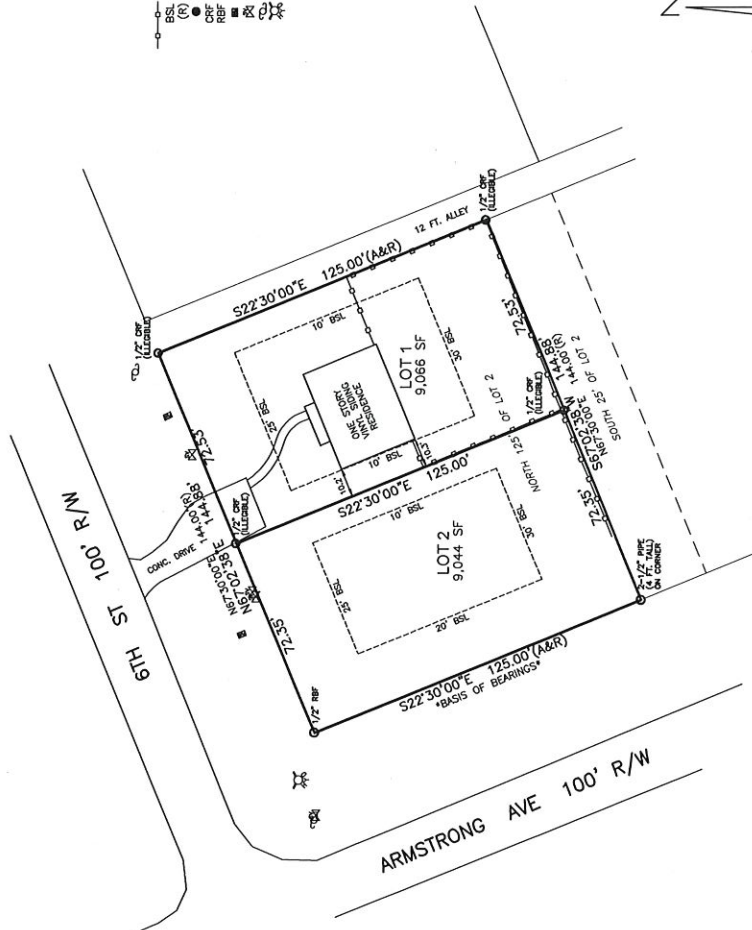 BSL
(R)
CRF
RBF
6TH ST 100' R/W
CONC. DRIVE
N67°30'00"E 144.00'(R)
N67°02'38"E 144.88'
72.53'
72.35'
1/2" CRF
(ILLEGIBLE)
1/2" CRF
(ILLEGIBLE)
1/2" RBF
S22°30'00"E 125.00'(A&R)
12 FT. ALLEY
25' BSL
10' BSL
ONE STORY
VINYL SIDING
RESIDENCE
LOT 1
9,066 SF
30' BSL
10' BSL
10.2'
10.3'
S22°30'00"E 125.00'
25' BSL
10' BSL
LOT 2
9,044 SF
20' BSL
30' BSL
NORTH 125' OF LOT 2
1/2" CRF
(ILLEGIBLE)
1/2" CRF
(ILLEGIBLE)
72.53'
72.35'
S67°02'38"W 144.88'
N67°30'00"E 144.00'(R)
SOUTH 25' OF LOT 2
S22°30'00"E 125.00'(A&R)
*BASIS OF BEARINGS*
2-1/2" PIPE
(4 FT. TALL)
ON CORNER
ARMSTRONG AVE 100' R/W